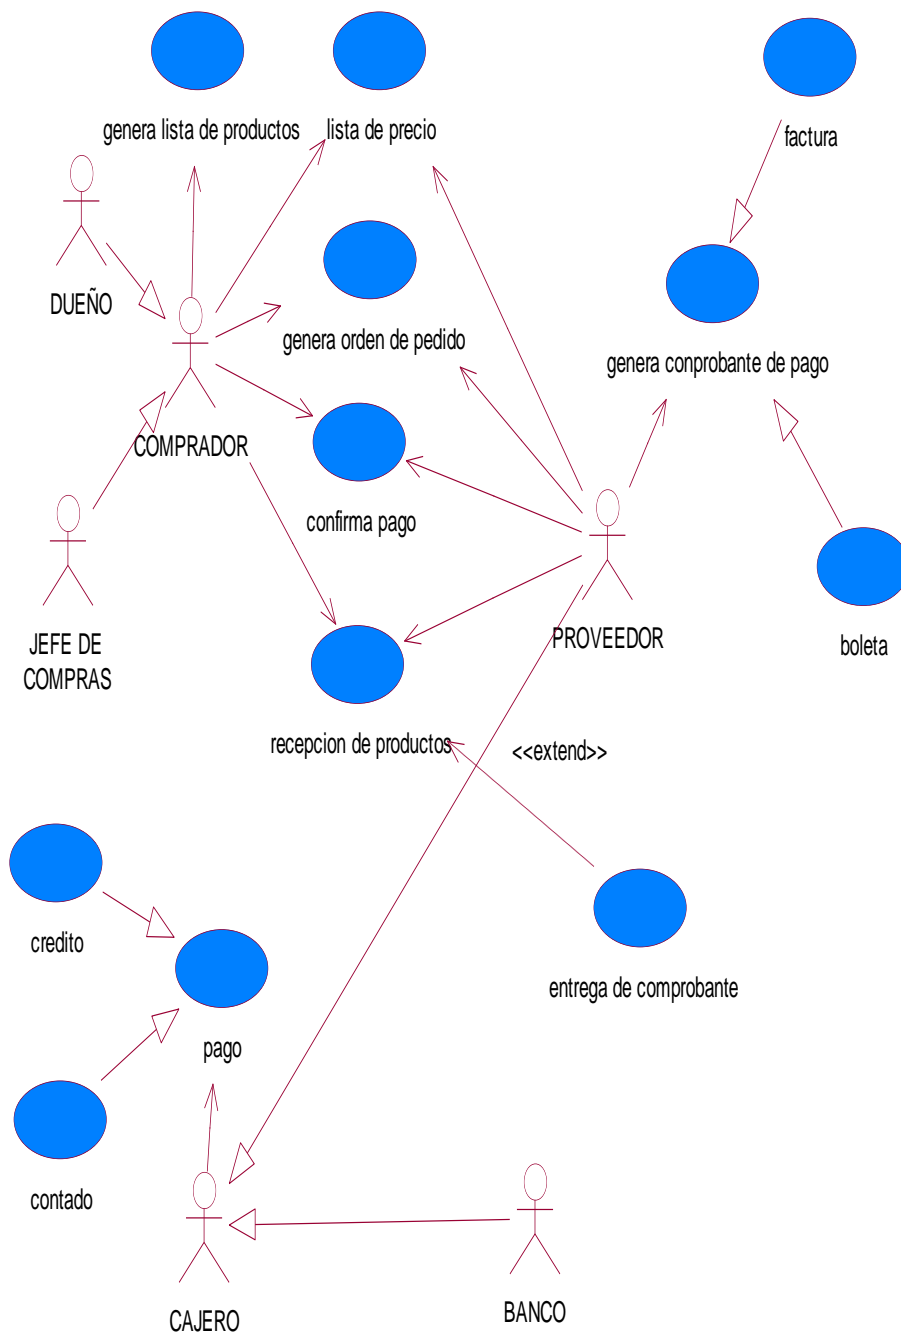 genera lista de productos
lista de precio
factura
DUEÑO
genera orden de pedido
genera conprobante de pago
COMPRADOR
confirma pago
JEFE DE
COMPRAS
PROVEEDOR
boleta
recepcion de productos
<<extend>>
credito
entrega de comprobante
pago
contado
CAJERO
BANCO